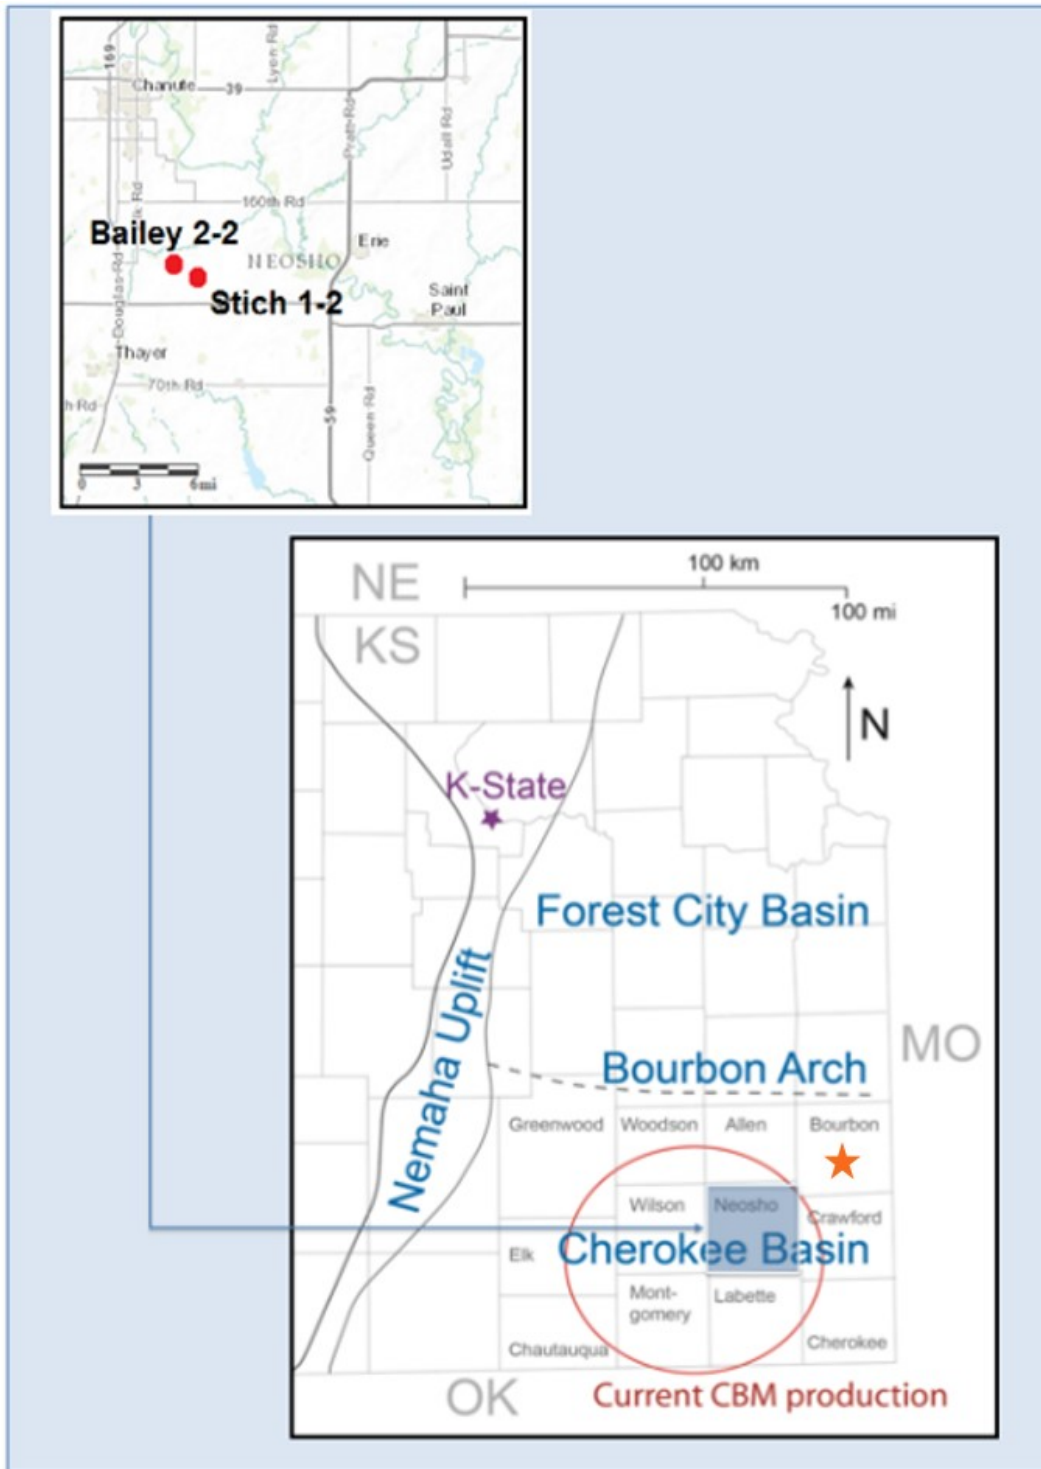 169
Lyon Rd
Chanute
39
Pratt Rd
Udall Rd
Elk Rd
160th Rd
Bailey 2-2
Erie
NEOSHO
Douglas Rd
Stich 1-2
Saint
Paul
Thayer
70th Rd
h Rd
59
Queen Rd
0 3 6mi
NE
100 km
100 mi
KS
N
K-State
Forest City Basin
Nemaha Uplift
MO
Bourbon Arch
Greenwood Woodson Allen Bourbon
Wilson Neosho Crawford
Elk Cherokee Basin
Mont-
gomery
Labette
Chautauqua
Cherokee
OK
Current CBM production